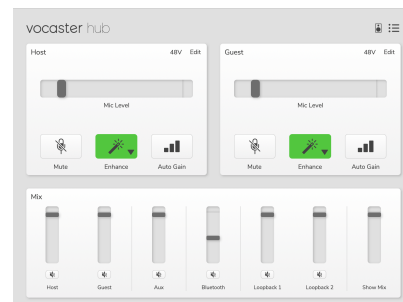 vocaster hub
Host 48V Edit
Guest 48V Edit
Mic Level
Mic Level
Mute Enhance Auto Gain
Mute Enhance Auto Gain
Mix
Host Guest Aux Bluetooth Loopback 1 Loopback 2 Show Mix